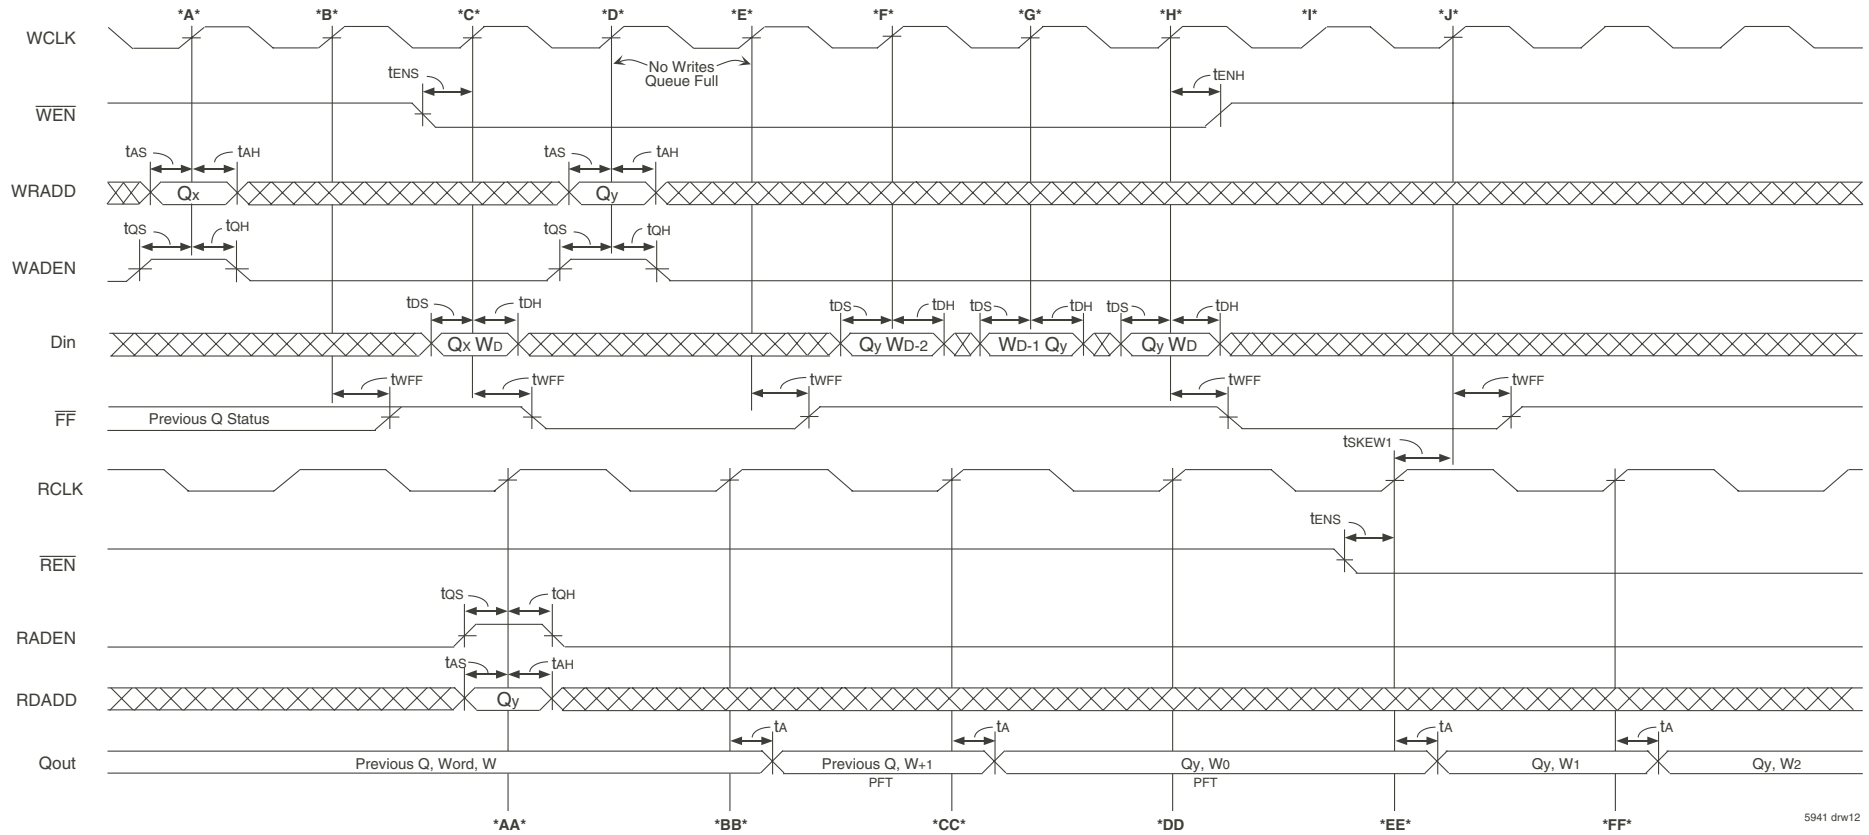 *A* *B* *C* *D* *E* *F* *G* *H* *I* *J*
WCLK
No Writes
Queue Full
tENS tENH
WEN
tAS tAH tAS tAH
WRADD Qx Qy
tQS tQH tQS tQH
WADEN
tDS tDH tDS tDH tDS tDH tDS tDH
Din Qx WD Qy WD-2 WD-1 Qy Qy WD
tWFF tWFF tWFF tWFF tWFF
FF Previous Q Status
tSKEW1
RCLK
tENS
REN
tQS tQH
RADEN
tAS tAH
RDADD Qy
tA tA tA tA
Qout Previous Q, Word, W Previous Q, W+1 Qy, W0 Qy, W1 Qy, W2
PFT PFT
*AA* *BB* *CC* *DD *EE* *FF*
5941 drw12